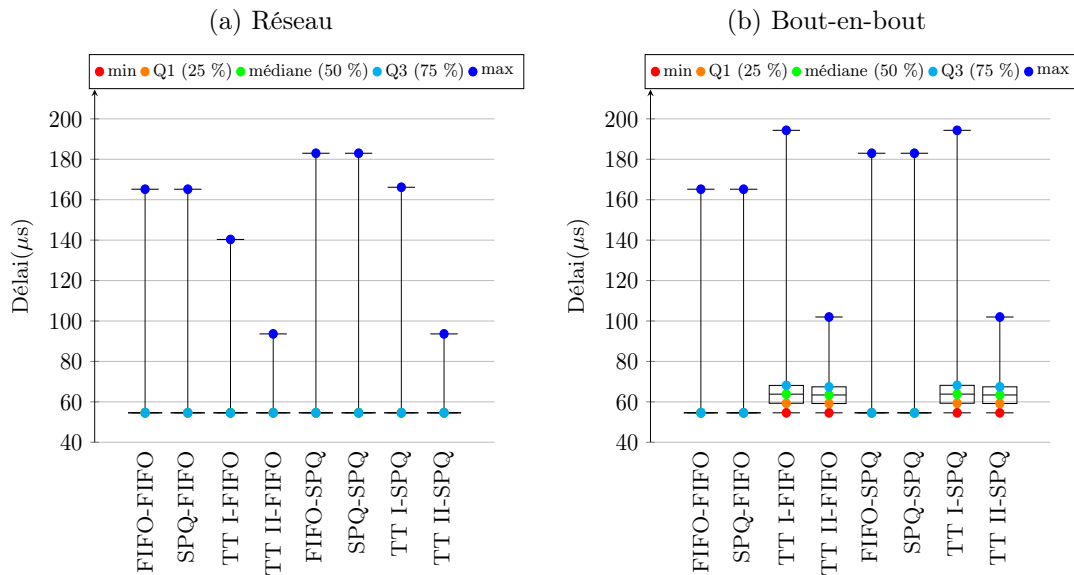 (a) Réseau
min Q1 (25 %) médiane (50 %) Q3 (75 %) max
Délai(μs)
200
180
160
140
120
100
80
60
40
FIFO-FIFO
SPQ-FIFO
TT I-FIFO
TT II-FIFO
FIFO-SPQ
SPQ-SPQ
TT I-SPQ
TT II-SPQ
(b) Bout-en-bout
min Q1 (25 %) médiane (50 %) Q3 (75 %) max
Délai(μs)
200
180
160
140
120
100
80
60
40
FIFO-FIFO
SPQ-FIFO
TT I-FIFO
TT II-FIFO
FIFO-SPQ
SPQ-SPQ
TT I-SPQ
TT II-SPQ